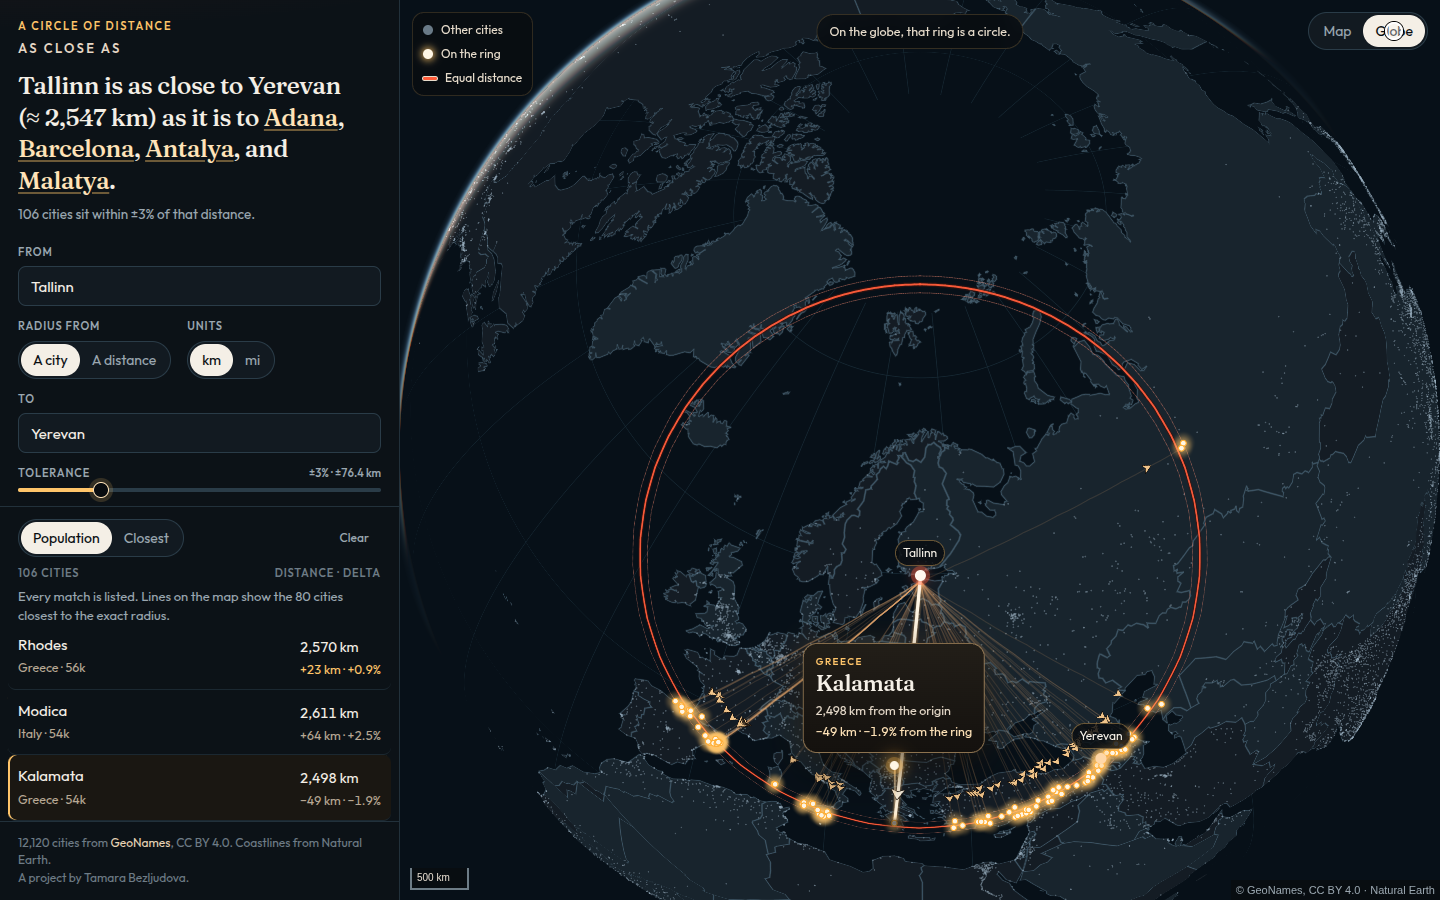 A CIRCLE OF DISTANCE
AS CLOSE AS
Tallinn is as close to Yerevan
(≈ 2,547 km) as it is to Adana,
Barcelona, Antalya, and
Malatya.
106 cities sit within ±3% of that distance.
FROM
Tallinn
RADIUS FROM
UNITS
A city
A distance
km
mi
TO
Yerevan
TOLERANCE
±3% · ±76.4 km
Population
Closest
Clear
106 CITIES
DISTANCE · DELTA
Every match is listed. Lines on the map show the 80 cities
closest to the exact radius.
Rhodes
2,570 km
Greece · 56k
+23 km · +0.9%
Modica
2,611 km
Italy · 54k
+64 km · +2.5%
Kalamata
2,498 km
Greece · 54k
−49 km · −1.9%
12,120 cities from GeoNames, CC BY 4.0. Coastlines from Natural
Earth.
A project by Tamara Bezljudova.
Other cities
On the ring
Equal distance
On the globe, that ring is a circle.
Map
Globe
Tallinn
GREECE
Kalamata
2,498 km from the origin
−49 km · −1.9% from the ring
Yerevan
500 km
© GeoNames, CC BY 4.0 · Natural Earth